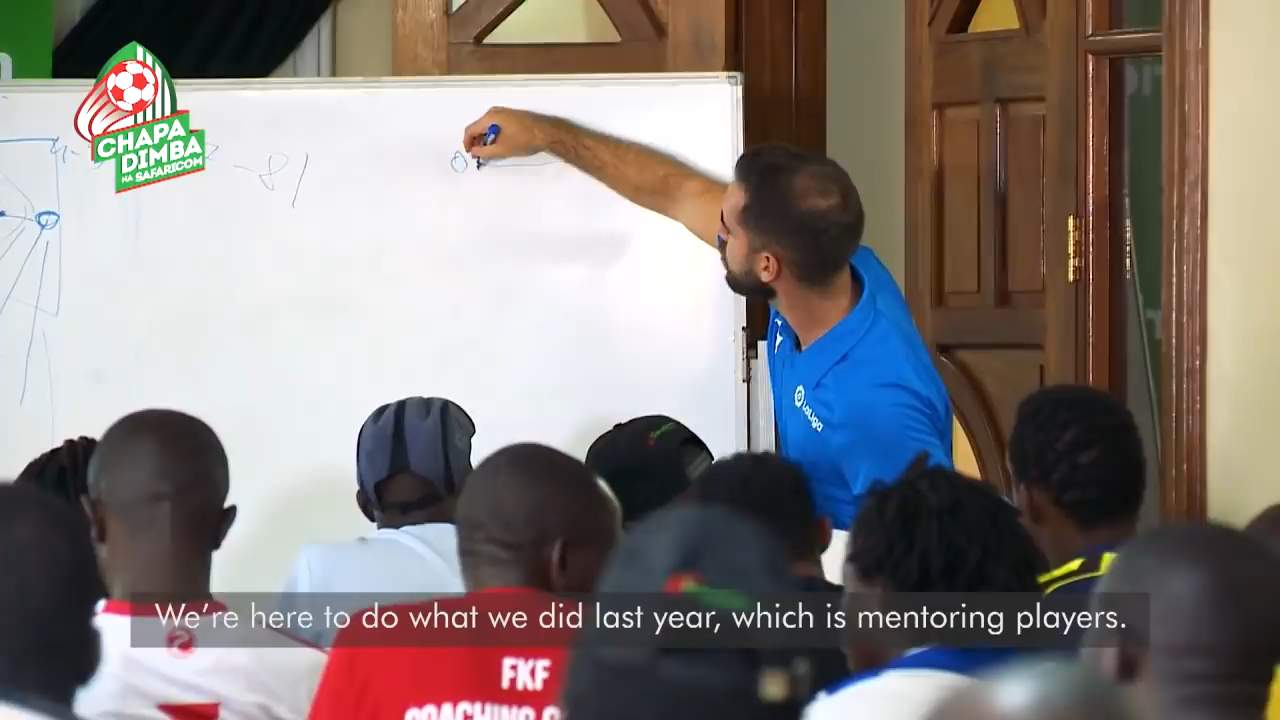 CHAPA
DIMBA
NA SAFARICOM
LaLiga
We're here to do what we did last year, which is mentoring players.
FKF
COACHING